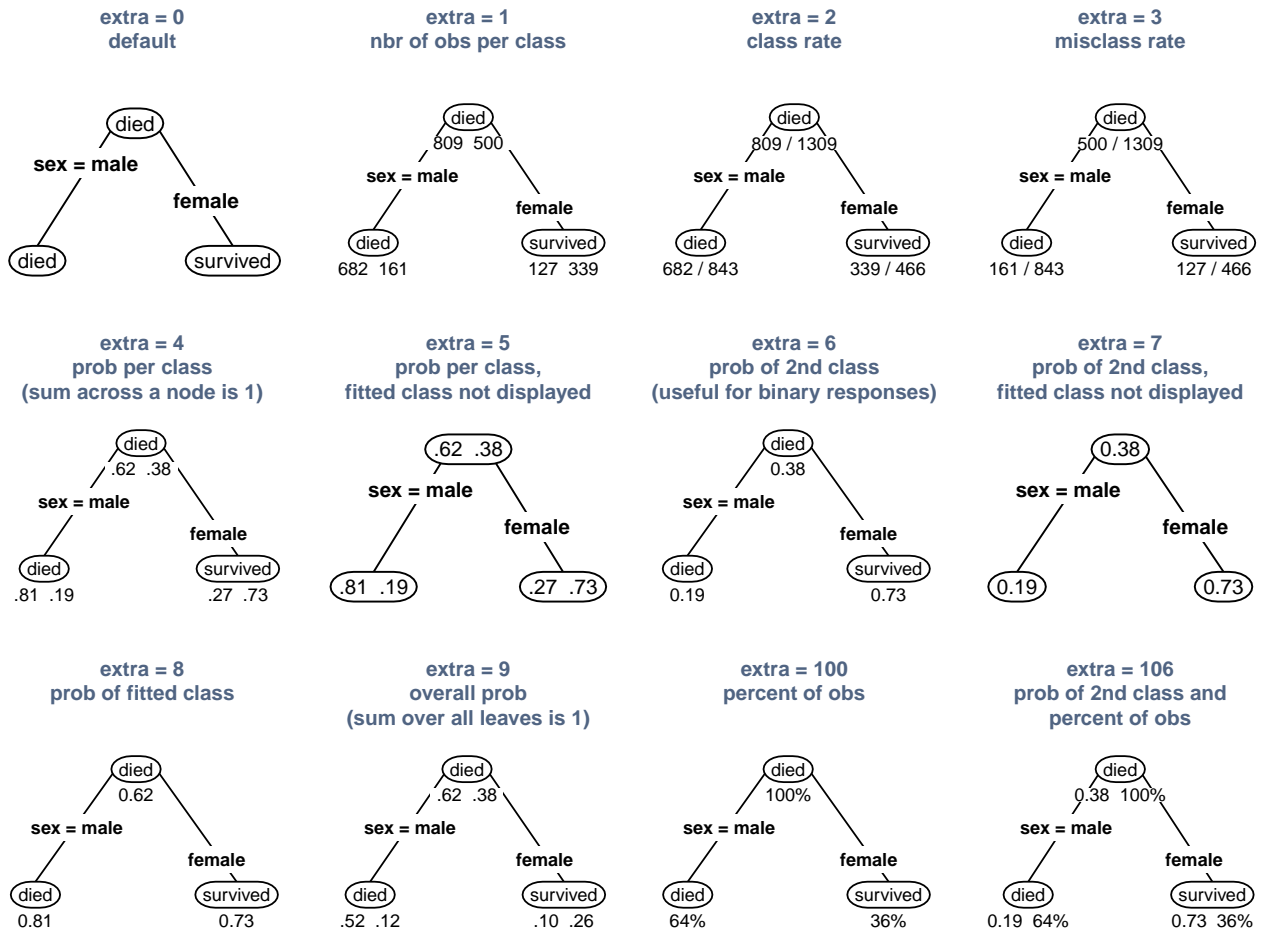 extra = 0
default
died
sex = male
female
died
survived
extra = 1
nbr of obs per class
died
809 500
sex = male
female
died
682 161
survived
127 339
extra = 2
class rate
died
809 / 1309
sex = male
female
died
682 / 843
survived
339 / 466
extra = 3
misclass rate
died
500 / 1309
sex = male
female
died
161 / 843
survived
127 / 466
extra = 4
prob per class
(sum across a node is 1)
died
.62 .38
sex = male
female
died
.81 .19
survived
.27 .73
extra = 5
prob per class,
fitted class not displayed
.62 .38
sex = male
female
.81 .19
.27 .73
extra = 6
prob of 2nd class
(useful for binary responses)
died
0.38
sex = male
female
died
0.19
survived
0.73
extra = 7
prob of 2nd class,
fitted class not displayed
0.38
sex = male
female
0.19
0.73
extra = 8
prob of fitted class
died
0.62
sex = male
female
died
0.81
survived
0.73
extra = 9
overall prob
(sum over all leaves is 1)
died
.62 .38
sex = male
female
died
.52 .12
survived
.10 .26
extra = 100
percent of obs
died
100%
sex = male
female
died
64%
survived
36%
extra = 106
prob of 2nd class and
percent of obs
died
0.38 100%
sex = male
female
died
0.19 64%
survived
0.73 36%